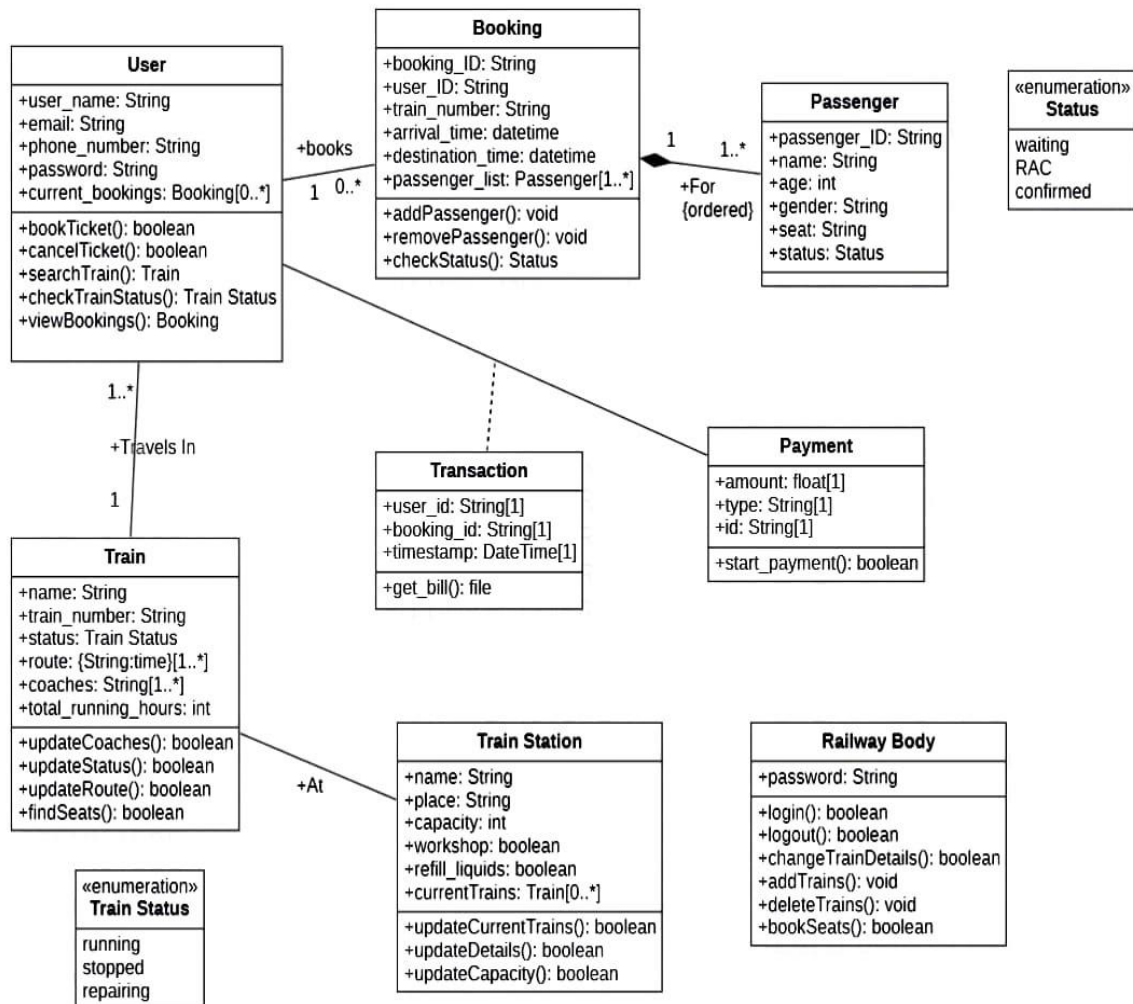 User
+user_name: String
+email: String
+phone_number: String
+password: String
+current_bookings: Booking[0..*]
+bookTicket(): boolean
+cancelTicket(): boolean
+searchTrain(): Train
+checkTrainStatus(): Train Status
+viewBookings(): Booking
+books
1
0..*
Booking
+booking_ID: String
+user_ID: String
+train_number: String
+arrival_time: datetime
+destination_time: datetime
+passenger_list: Passenger[1..*]
+addPassenger(): void
+removePassenger(): void
+checkStatus(): Status
1
1..*
+For
{ordered}
Passenger
+passenger_ID: String
+name: String
+age: int
+gender: String
+seat: String
+status: Status
«enumeration»
Status
waiting
RAC
confirmed
1..*
+Travels In
1
Transaction
+user_id: String[1]
+booking_id: String[1]
+timestamp: DateTime[1]
+get_bill(): file
Payment
+amount: float[1]
+type: String[1]
+id: String[1]
+start_payment(): boolean
Train
+name: String
+train_number: String
+status: Train Status
+route: {String:time}[1..*]
+coaches: String[1..*]
+total_running_hours: int
+updateCoaches(): boolean
+updateStatus(): boolean
+updateRoute(): boolean
+findSeats(): boolean
+At
Train Station
+name: String
+place: String
+capacity: int
+workshop: boolean
+refill_liquids: boolean
+currentTrains: Train[0..*]
+updateCurrentTrains(): boolean
+updateDetails(): boolean
+updateCapacity(): boolean
Railway Body
+password: String
+login(): boolean
+logout(): boolean
+changeTrainDetails(): boolean
+addTrains(): void
+deleteTrains(): void
+bookSeats(): boolean
«enumeration»
Train Status
running
stopped
repairing